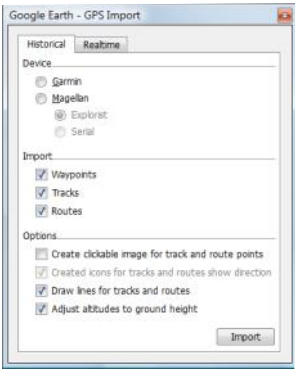 Google Earth - GPS Import
Historical Realtime
Device
Garmin
Magellan
Explorist
Serial
Import
Waypoints
Tracks
Routes
Options
Create clickable image for track and route points
Created icons for tracks and routes show direction
Draw lines for tracks and routes
Adjust altitudes to ground height
Import